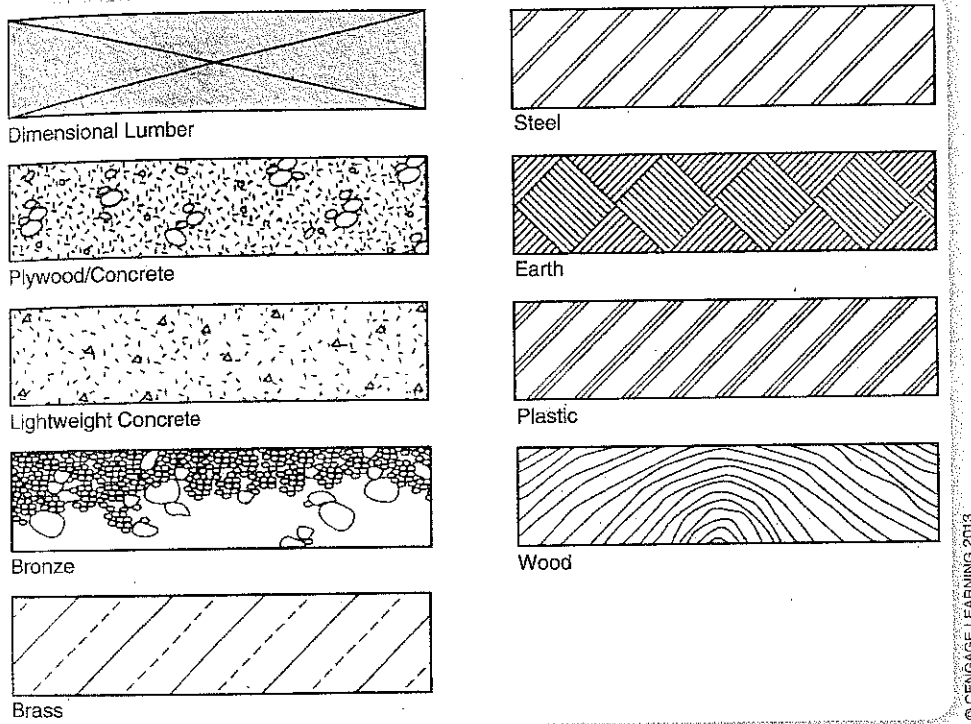 Dimensional Lumber
Plywood/Concrete
Lightweight Concrete
Bronze
Brass
Steel
Earth
Plastic
Wood
© CENGAGE LEARNING 2013